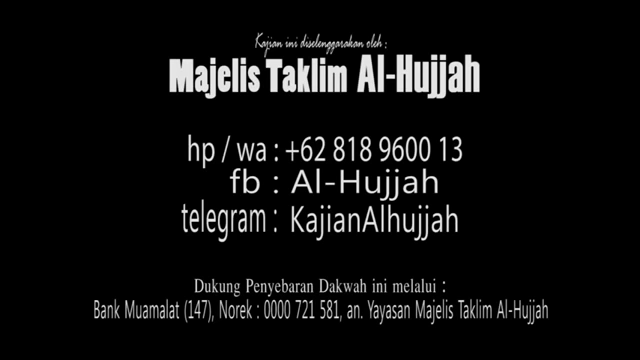 Kajian ini diselenggarakan oleh :
Majelis Taklim Al-Hujjah
hp / wa : +62 818 9600 13
fb : Al-Hujjah
telegram : KajianAlhujjah
Dukung Penyebaran Dakwah ini melalui :
Bank Muamalat (147), Norek : 0000 721 581, an. Yayasan Majelis Taklim Al-Hujjah